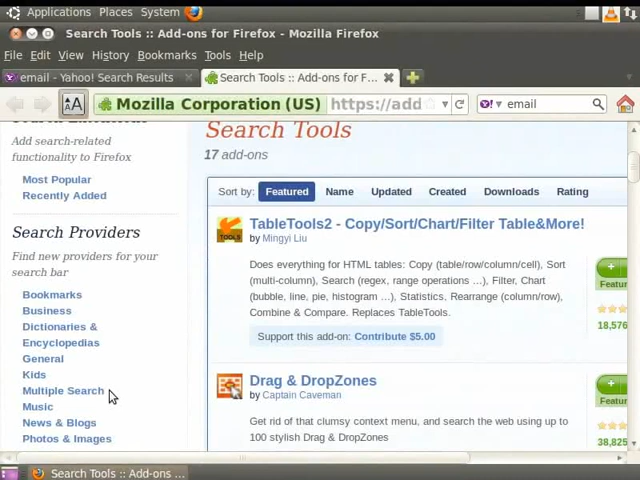 Applications Places System
Search Tools :: Add-ons for Firefox - Mozilla Firefox
File Edit View History Bookmarks Tools Help
email - Yahoo! Search Results
Search Tools :: Add-ons for F...
AA
Mozilla Corporation (US) https://add
Y! email
Add search-related
functionality to Firefox
Most Popular
Recently Added
Search Providers
Find new providers for your
search bar
Bookmarks
Business
Dictionaries &
Encyclopedias
General
Kids
Multiple Search
Music
News & Blogs
Photos & Images
Search Tools
17 add-ons
Sort by: Featured Name Updated Created Downloads Rating
TOOLS
TableTools2 - Copy/Sort/Chart/Filter Table&More!
by Mingyi Liu
Does everything for HTML tables: Copy (table/row/column/cell), Sort
(multi-column), Search (regex, range operations ...), Filter, Chart
(bubble, line, pie, histogram ...), Statistics. Rearrange (column/row),
Combine & Compare. Replaces TableTools.
Support this add-on: Contribute $5.00
Featur
18,576
Drag & DropZones
by Captain Caveman
Get rid of that clumsy context menu, and search the web using up to
100 stylish Drag & DropZones
Featur
38,825
Search Tools :: Add-ons ...